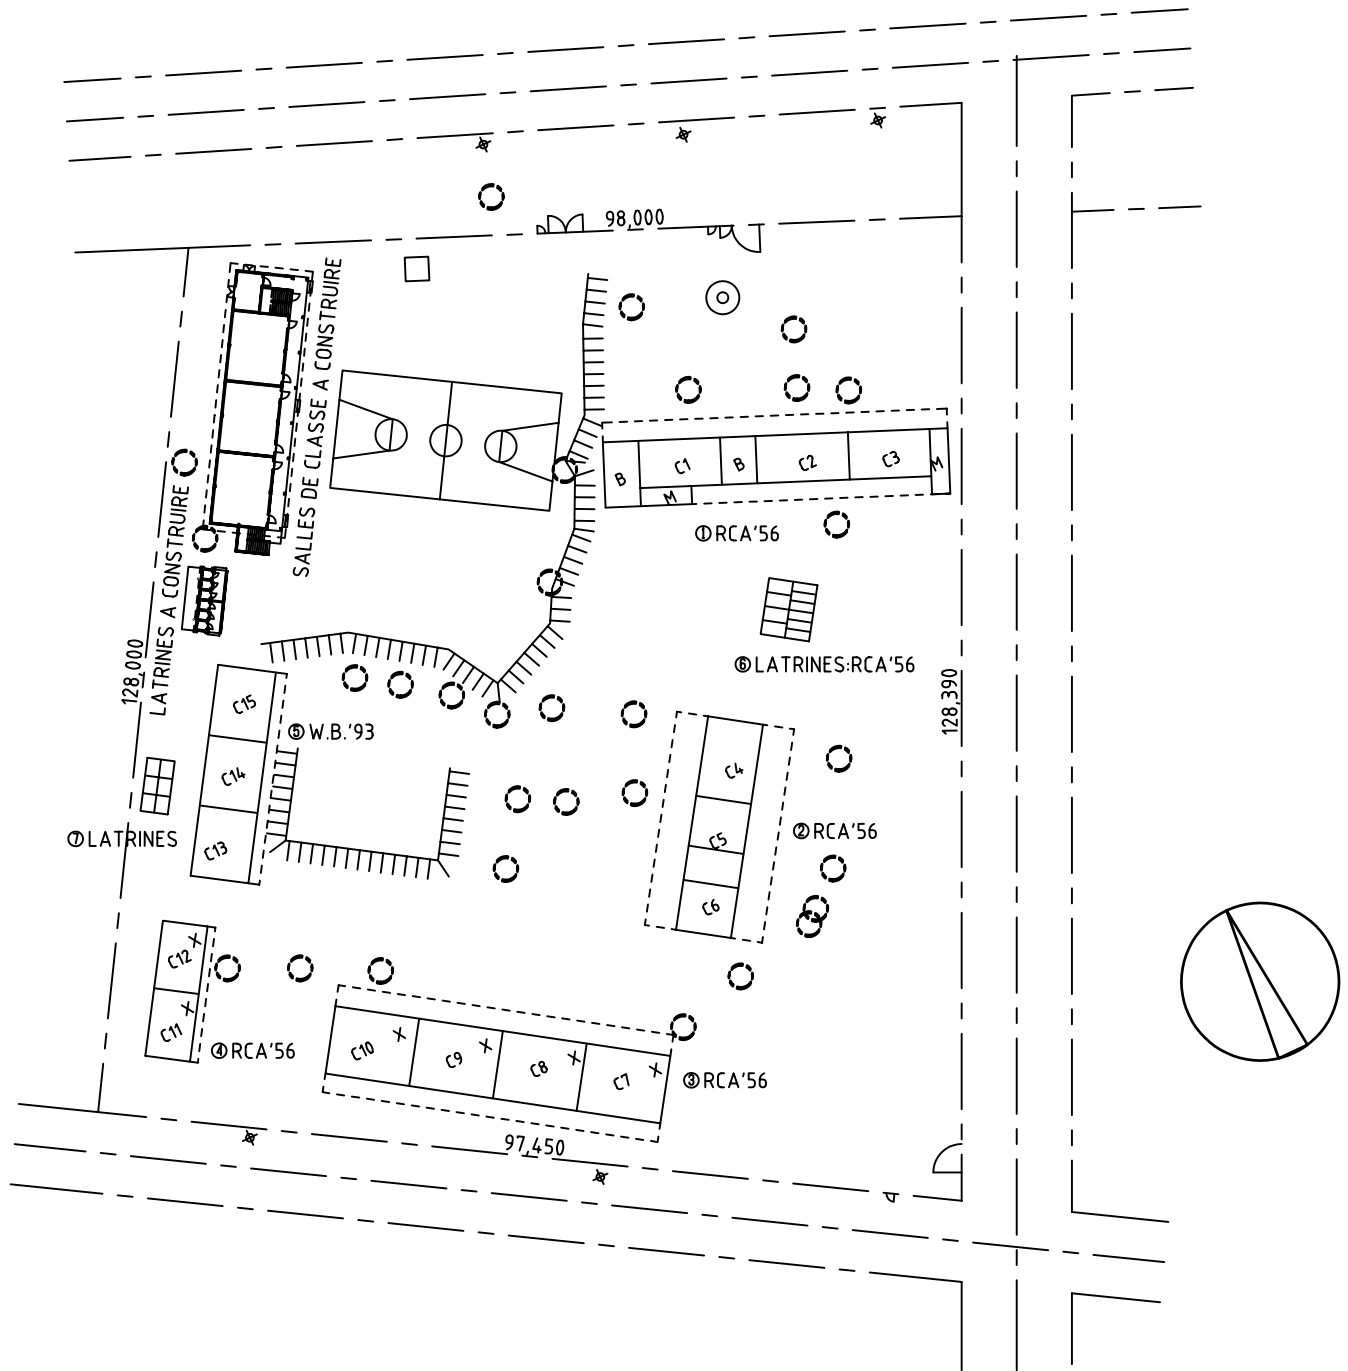 98,000
SALLES DE CLASSE A CONSTRUIRE
C1
B
C2
C3
M
B
M
①RCA'56
LATRINES A CONSTRUIRE
128,000
⑥LATRINES:RCA'56
128,390
C15
⑤W.B.'93
C14
C4
⑦LATRINES
C13
C5
②RCA'56
C6
C12
C11
④RCA'56
C10
C9
C8
C7
③RCA'56
97,450